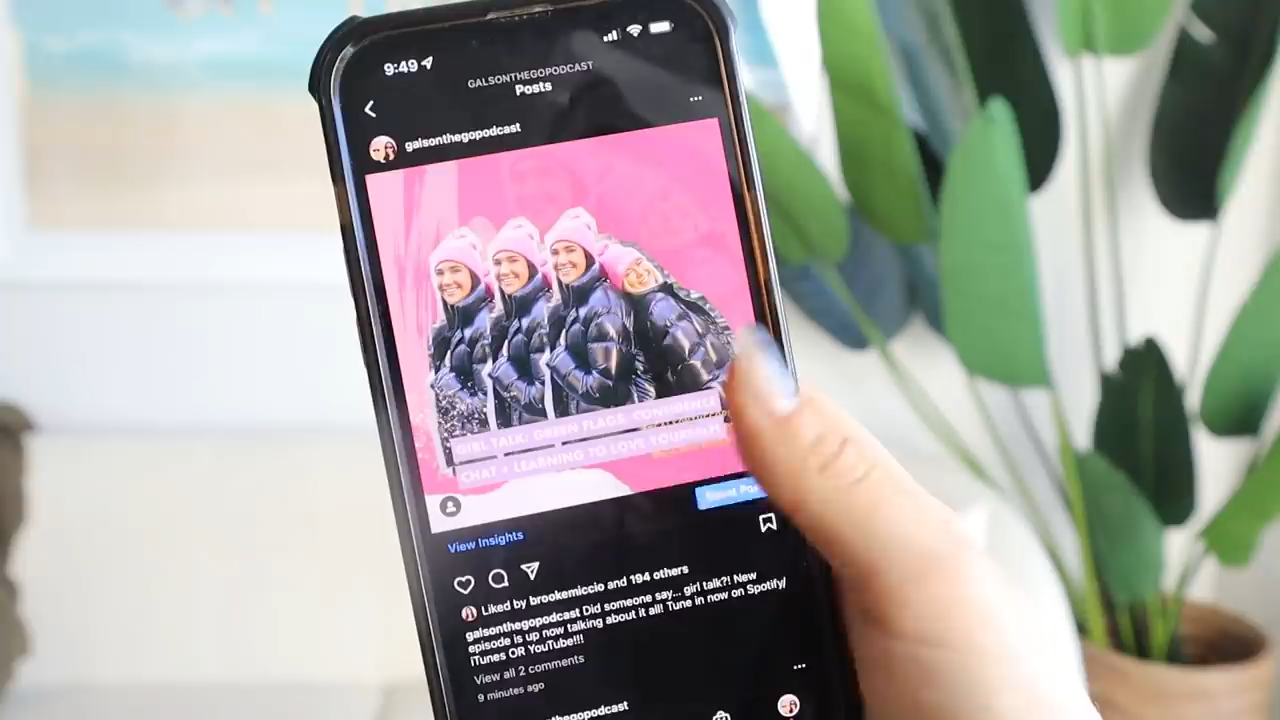 9:49
GALSONTHEGOPODCAST
Posts
galsonthegopodcast
GIRL TALK: GREEN FLAGS, CONFIDENCE
CHAT + LEARNING TO LOVE YOURSELF
View Insights
Liked by brookemiccio and 194 others
galsonthegopodcast Did someone say... girl talk?! New
episode is up now talking about it all! Tune in now on Spotify/
iTunes OR YouTube!!!
View all 2 comments
9 minutes ago